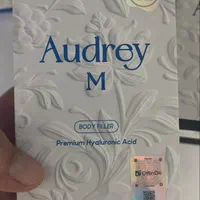 Audrey
M
BODY FILLER
Premium Hyaluronic Acid